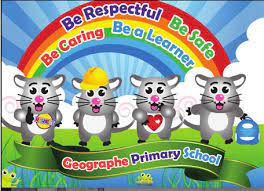 Be Respectful Be Safe
Be Caring Be a Learner
Geographe Primary School